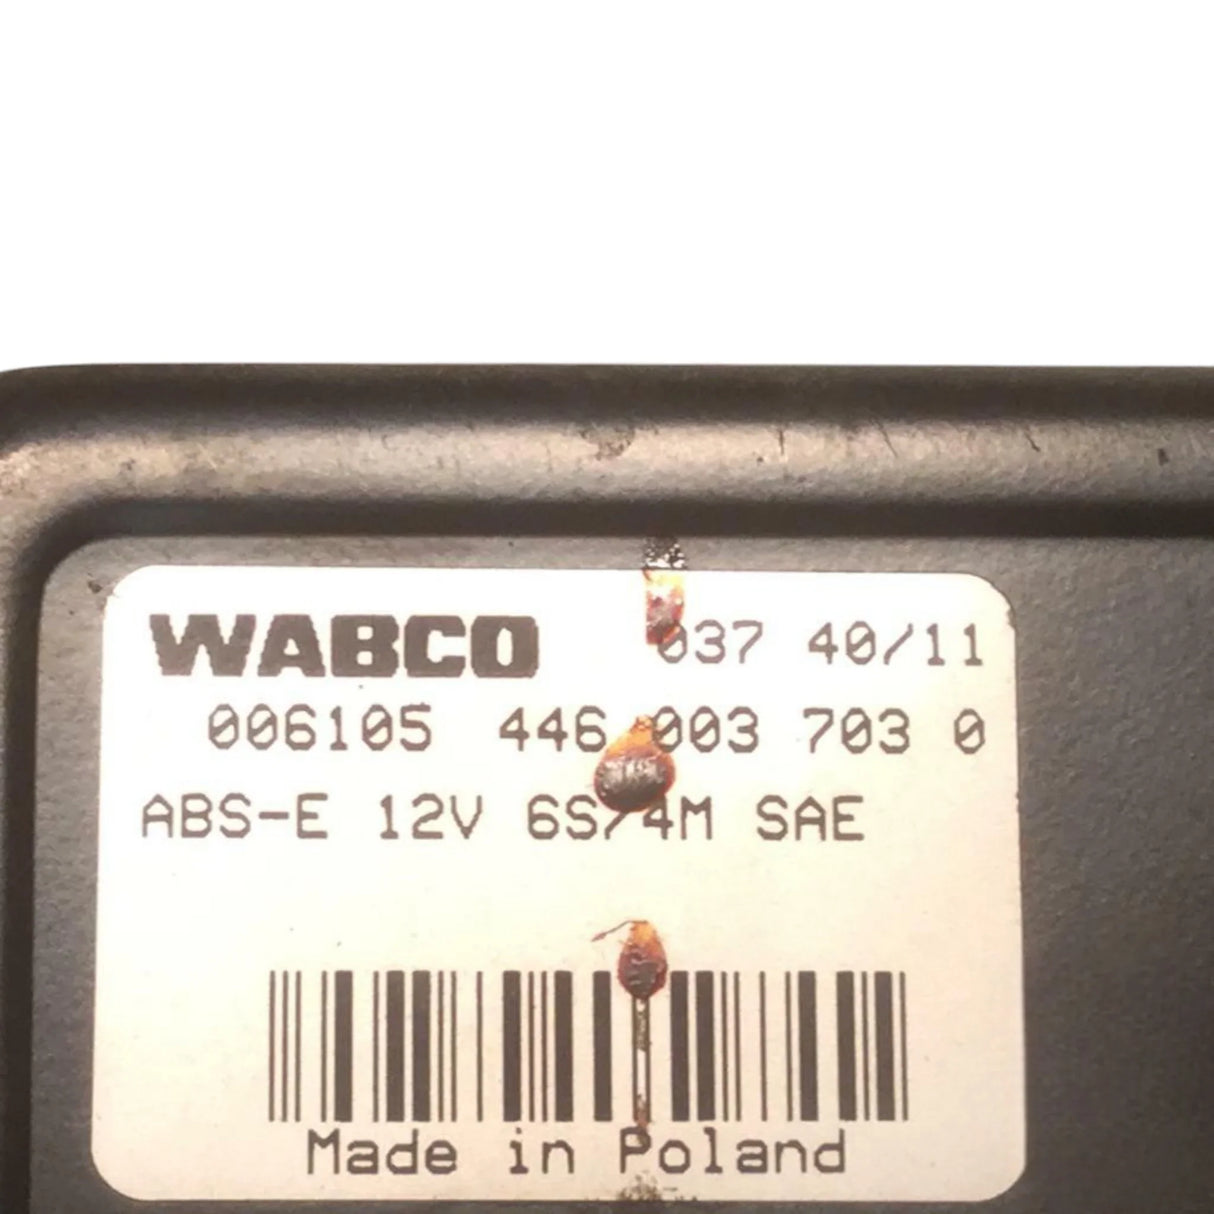 WABCO 037 40/11
006105 446 003 703 0
ABS-E 12V 6S/4M SAE
Made in Poland